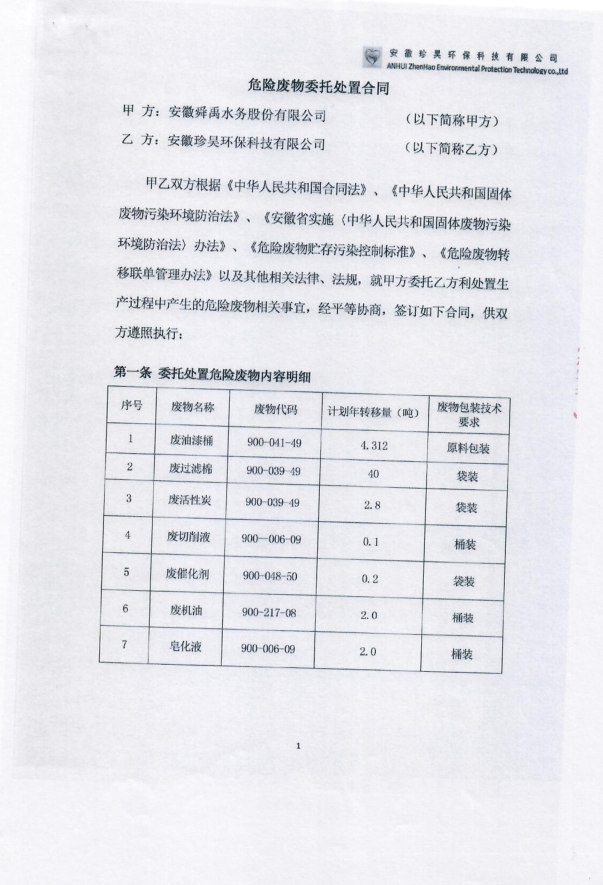 安徽珍昊环保科技有限公司
ANHUI ZhenHao Environmental Protection Technology co.,Ltd
危险废物委托处置合同
甲 方：安徽舜禹水务股份有限公司 （以下简称甲方）
乙 方：安徽珍昊环保科技有限公司 （以下简称乙方）
甲乙双方根据《中华人民共和国合同法》、《中华人民共和国固体
废物污染环境防治法》、《安徽省实施〈中华人民共和国固体废物污染
环境防治法〉办法》、《危险废物贮存污染控制标准》、《危险废物转
移联单管理办法》以及其他相关法律、法规，就甲方委托乙方利处置生
产过程中产生的危险废物相关事宜，经平等协商，签订如下合同，供双
方遵照执行：
第一条 委托处置危险废物内容明细
序号 废物名称 废物代码 计划年转移量（吨） 废物包装技术
要求
1 废油漆桶 900-041-49 4.312 原料包装
2 废过滤棉 900-039-49 40 袋装
3 废活性炭 900-039-49 2.8 袋装
4 废切削液 900--006-09 0.1 桶装
5 废催化剂 900-048-50 0.2 袋装
6 废机油 900-217-08 2.0 桶装
7 皂化液 900-006-09 2.0 桶装
1